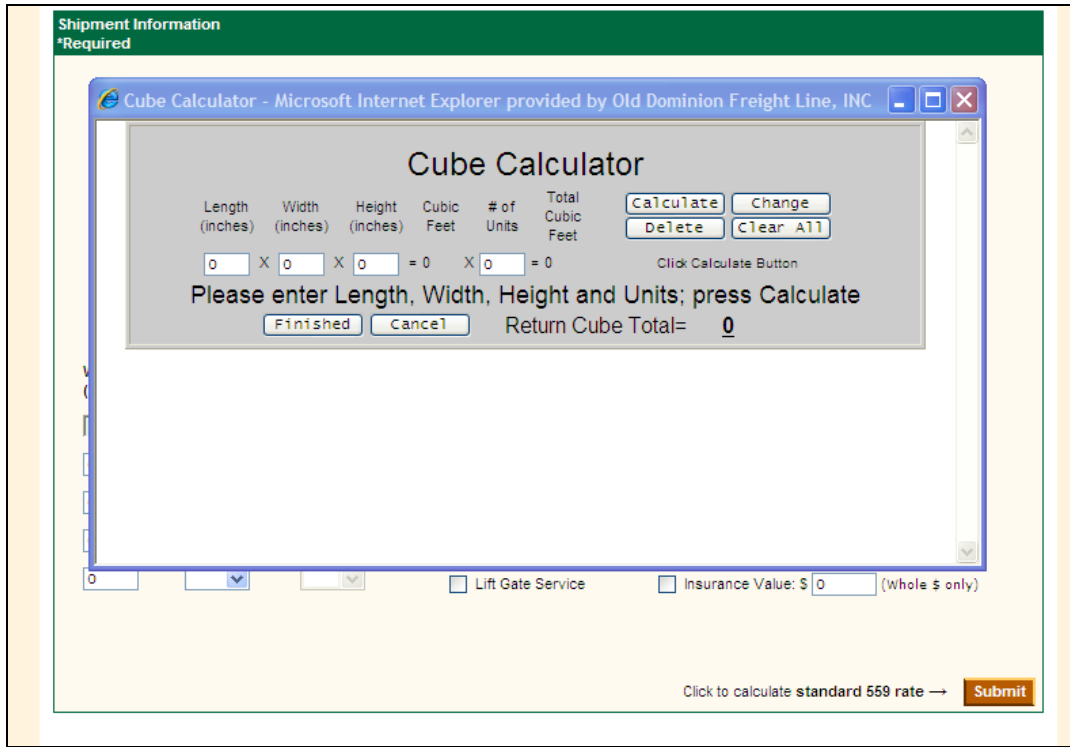 Shipment Information
*Required
Cube Calculator - Microsoft Internet Explorer provided by Old Dominion Freight Line, INC
Cube Calculator
Length (inches) Width (inches) Height (inches) Cubic Feet # of Units Total Cubic Feet
Calculate Change
Delete Clear All
0 X 0 X 0 = 0 X 0 = 0 Click Calculate Button
Please enter Length, Width, Height and Units; press Calculate
Finished Cancel Return Cube Total= 0
0 Lift Gate Service Insurance Value: $ 0 (Whole $ only)
Click to calculate standard 559 rate → Submit